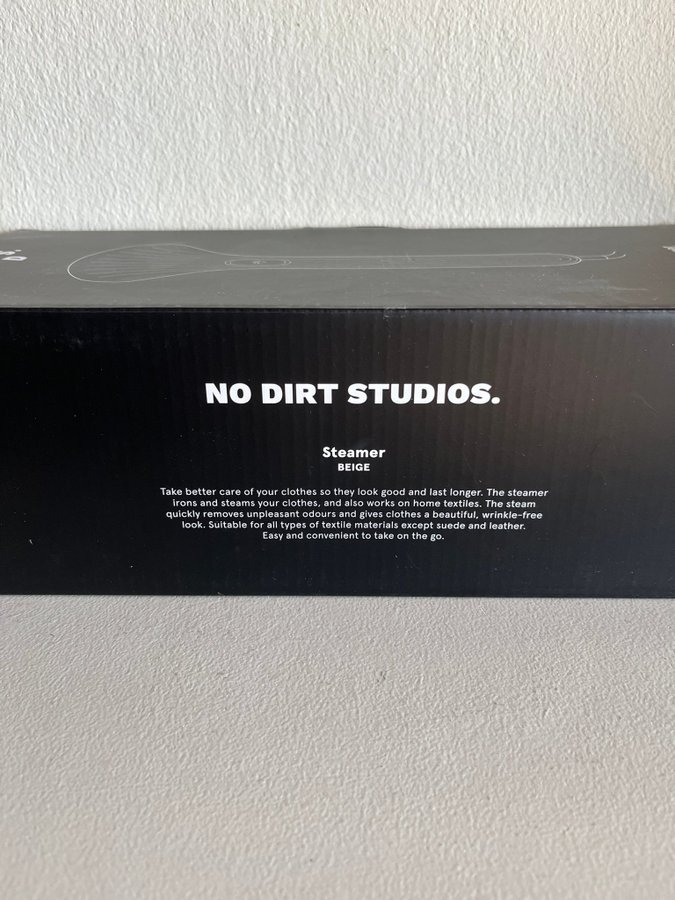 S.
D
NO DIRT STUDIOS.
Steamer
BEIGE
Take better care of your clothes so they look good and last longer. The steamer
irons and steams your clothes, and also works on home textiles. The steam
quickly removes unpleasant odours and gives clothes a beautiful, wrinkle-free
look. Suitable for all types of textile materials except suede and leather.
Easy and convenient to take on the go.